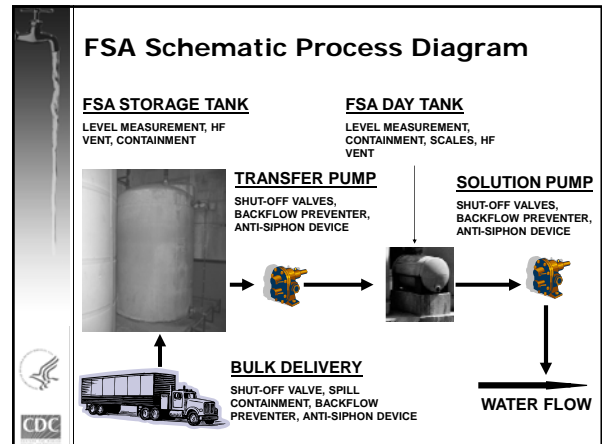 FSA Schematic Process Diagram
FSA STORAGE TANK
LEVEL MEASUREMENT, HF
VENT, CONTAINMENT
FSA DAY TANK
LEVEL MEASUREMENT,
CONTAINMENT, SCALES, HF
VENT
TRANSFER PUMP
SHUT-OFF VALVES,
BACKFLOW PREVENTER,
ANTI-SIPHON DEVICE
SOLUTION PUMP
SHUT-OFF VALVES,
BACKFLOW PREVENTER,
ANTI-SIPHON DEVICE
BULK DELIVERY
SHUT-OFF VALVE, SPILL
CONTAINMENT, BACKFLOW
PREVENTER, ANTI-SIPHON DEVICE
WATER FLOW
CDC